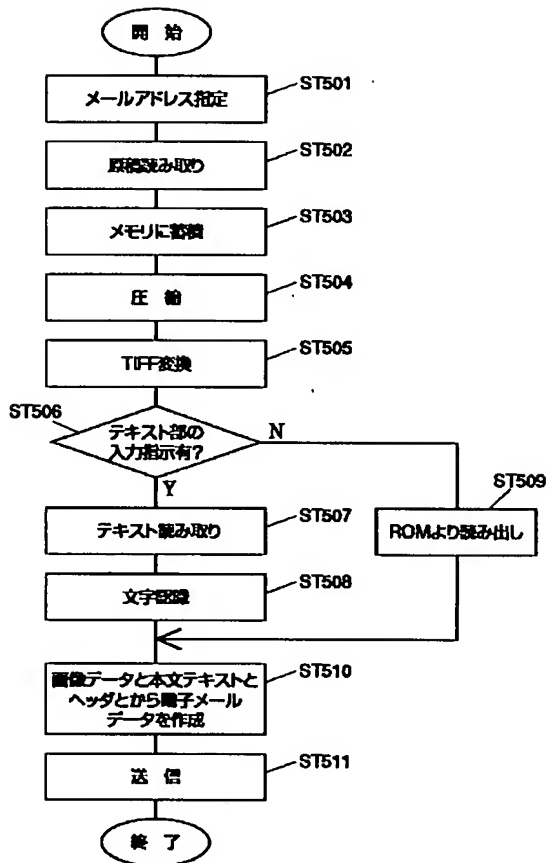 開始
メールアドレス指定
ST501
原稿読み取り
ST502
メモリに蓄積
ST503
圧縮
ST504
TIFF変換
ST505
ST506
テキスト部の
入力指示有?
N
Y
テキスト読み取り
ST507
ROMより読み出し
ST509
文字認識
ST508
画像データと本文テキストと
ヘッダとから電子メール
データを作成
ST510
送信
ST511
終了